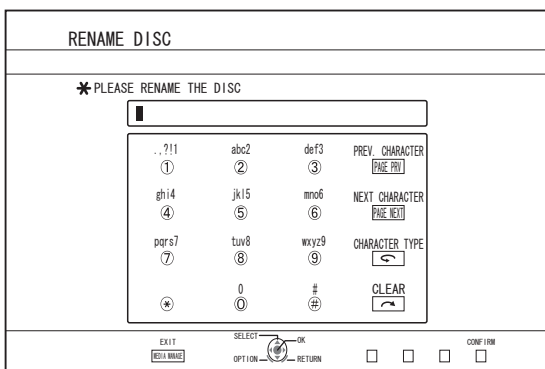 RENAME DISC
✱PLEASE RENAME THE DISC
.,?!1 abc2 def3 PREV. CHARACTER
① ② ③ PAGE PRV
ghi4 jkl5 mno6 NEXT CHARACTER
④ ⑤ ⑥ PAGE NEXT
pqrs7 tuv8 wxyz9 CHARACTER TYPE
⑦ ⑧ ⑨
0 # CLEAR
✱ ⓪ #
EXIT SELECT OK CONFIRM
MEDIA MANAGE OPTION RETURN